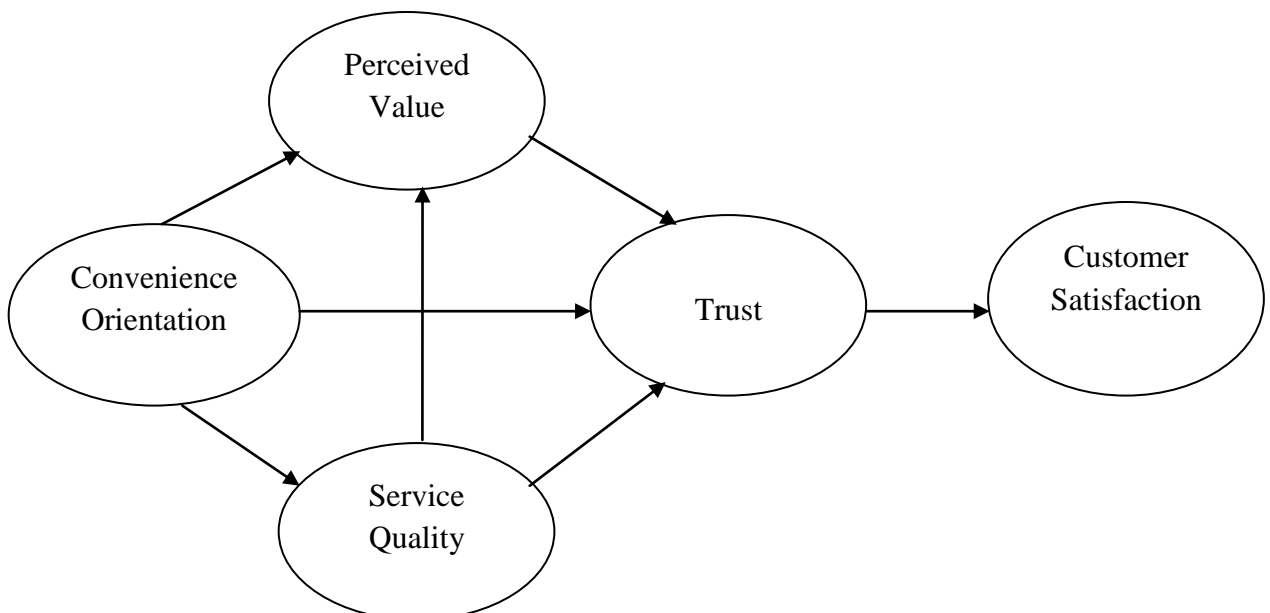 Perceived
Value
Convenience
Orientation
Trust
Customer
Satisfaction
Service
Quality